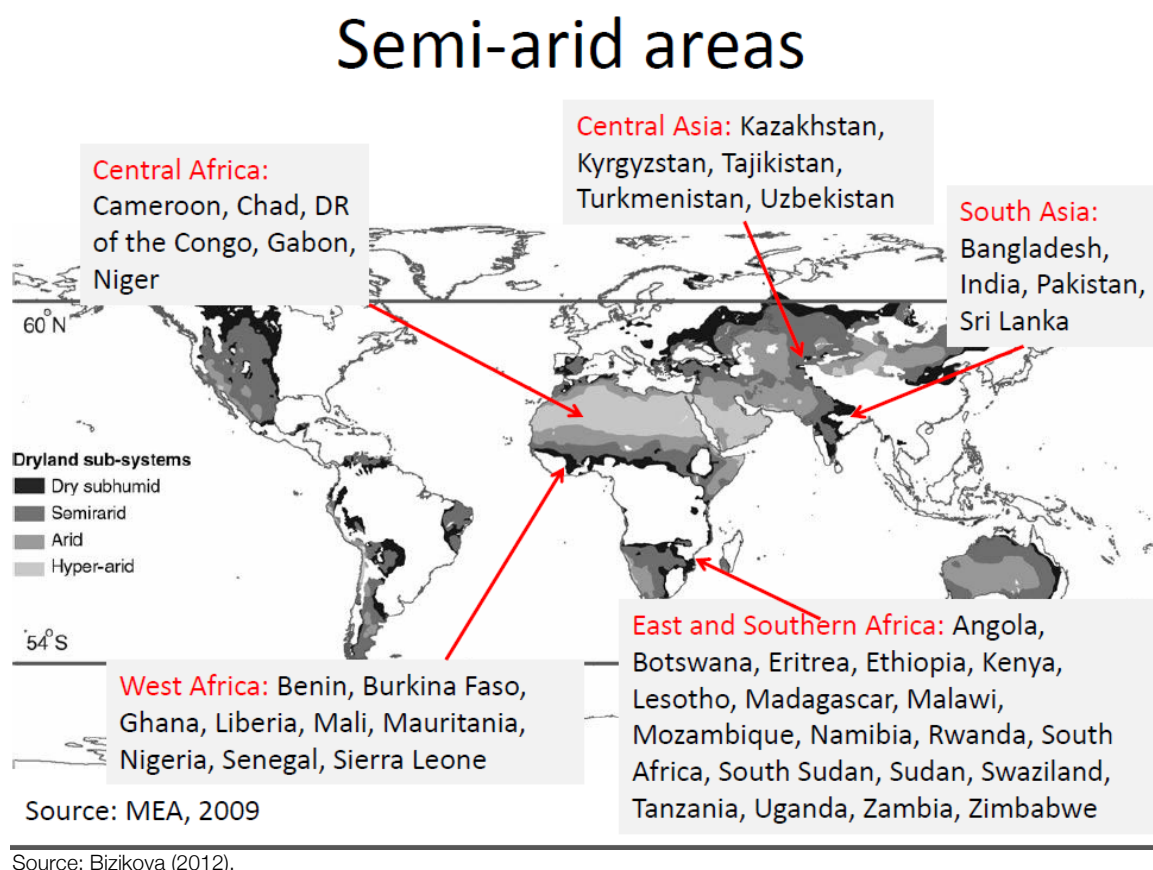 Semi-arid areas
Central Asia: Kazakhstan,
Kyrgyzstan, Tajikistan,
Turkmenistan, Uzbekistan
Central Africa:
Cameroon, Chad, DR
of the Congo, Gabon,
Niger
South Asia:
Bangladesh,
India, Pakistan,
Sri Lanka
60°N
Dryland sub-systems
Dry subhumid
Semirarid
Arid
Hyper-arid
54°S
East and Southern Africa: Angola,
Botswana, Eritrea, Ethiopia, Kenya,
Lesotho, Madagascar, Malawi,
Mozambique, Namibia, Rwanda, South
Africa, South Sudan, Sudan, Swaziland,
Tanzania, Uganda, Zambia, Zimbabwe
West Africa: Benin, Burkina Faso,
Ghana, Liberia, Mali, Mauritania,
Nigeria, Senegal, Sierra Leone
Source: MEA, 2009
Source: Bizikova (2012).